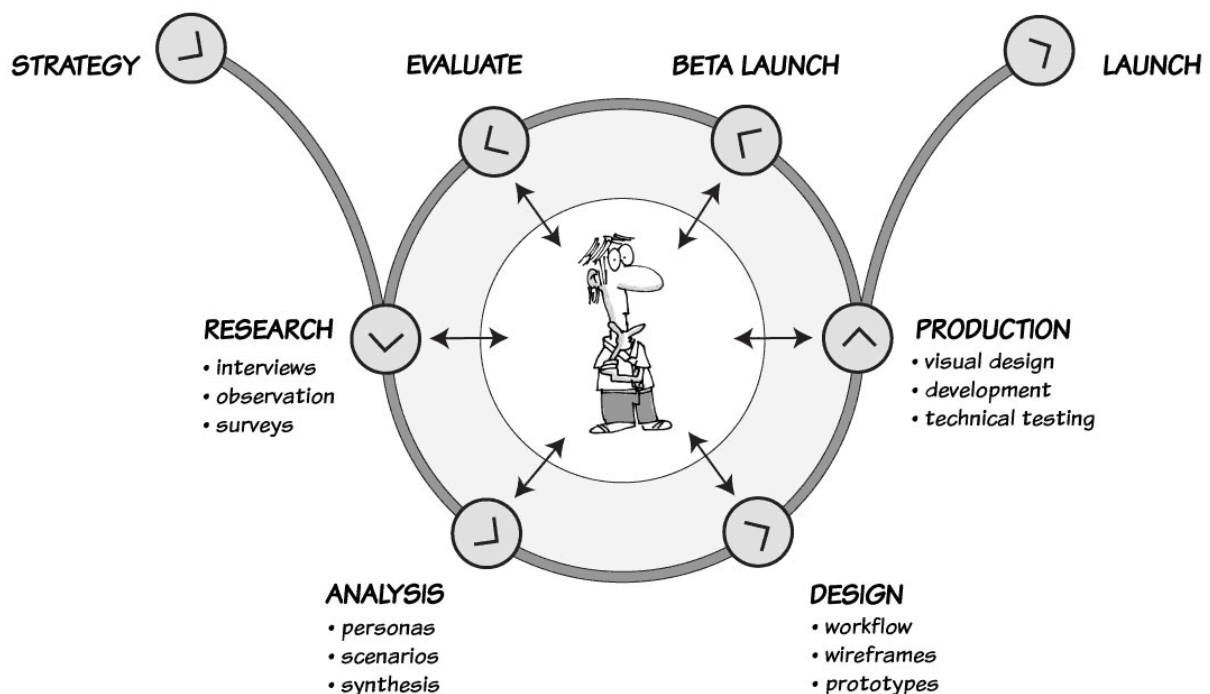 STRATEGY
EVALUATE
BETA LAUNCH
LAUNCH
RESEARCH
• interviews
• observation
• surveys
PRODUCTION
• visual design
• development
• technical testing
ANALYSIS
• personas
• scenarios
• synthesis
DESIGN
• workflow
• wireframes
• prototypes